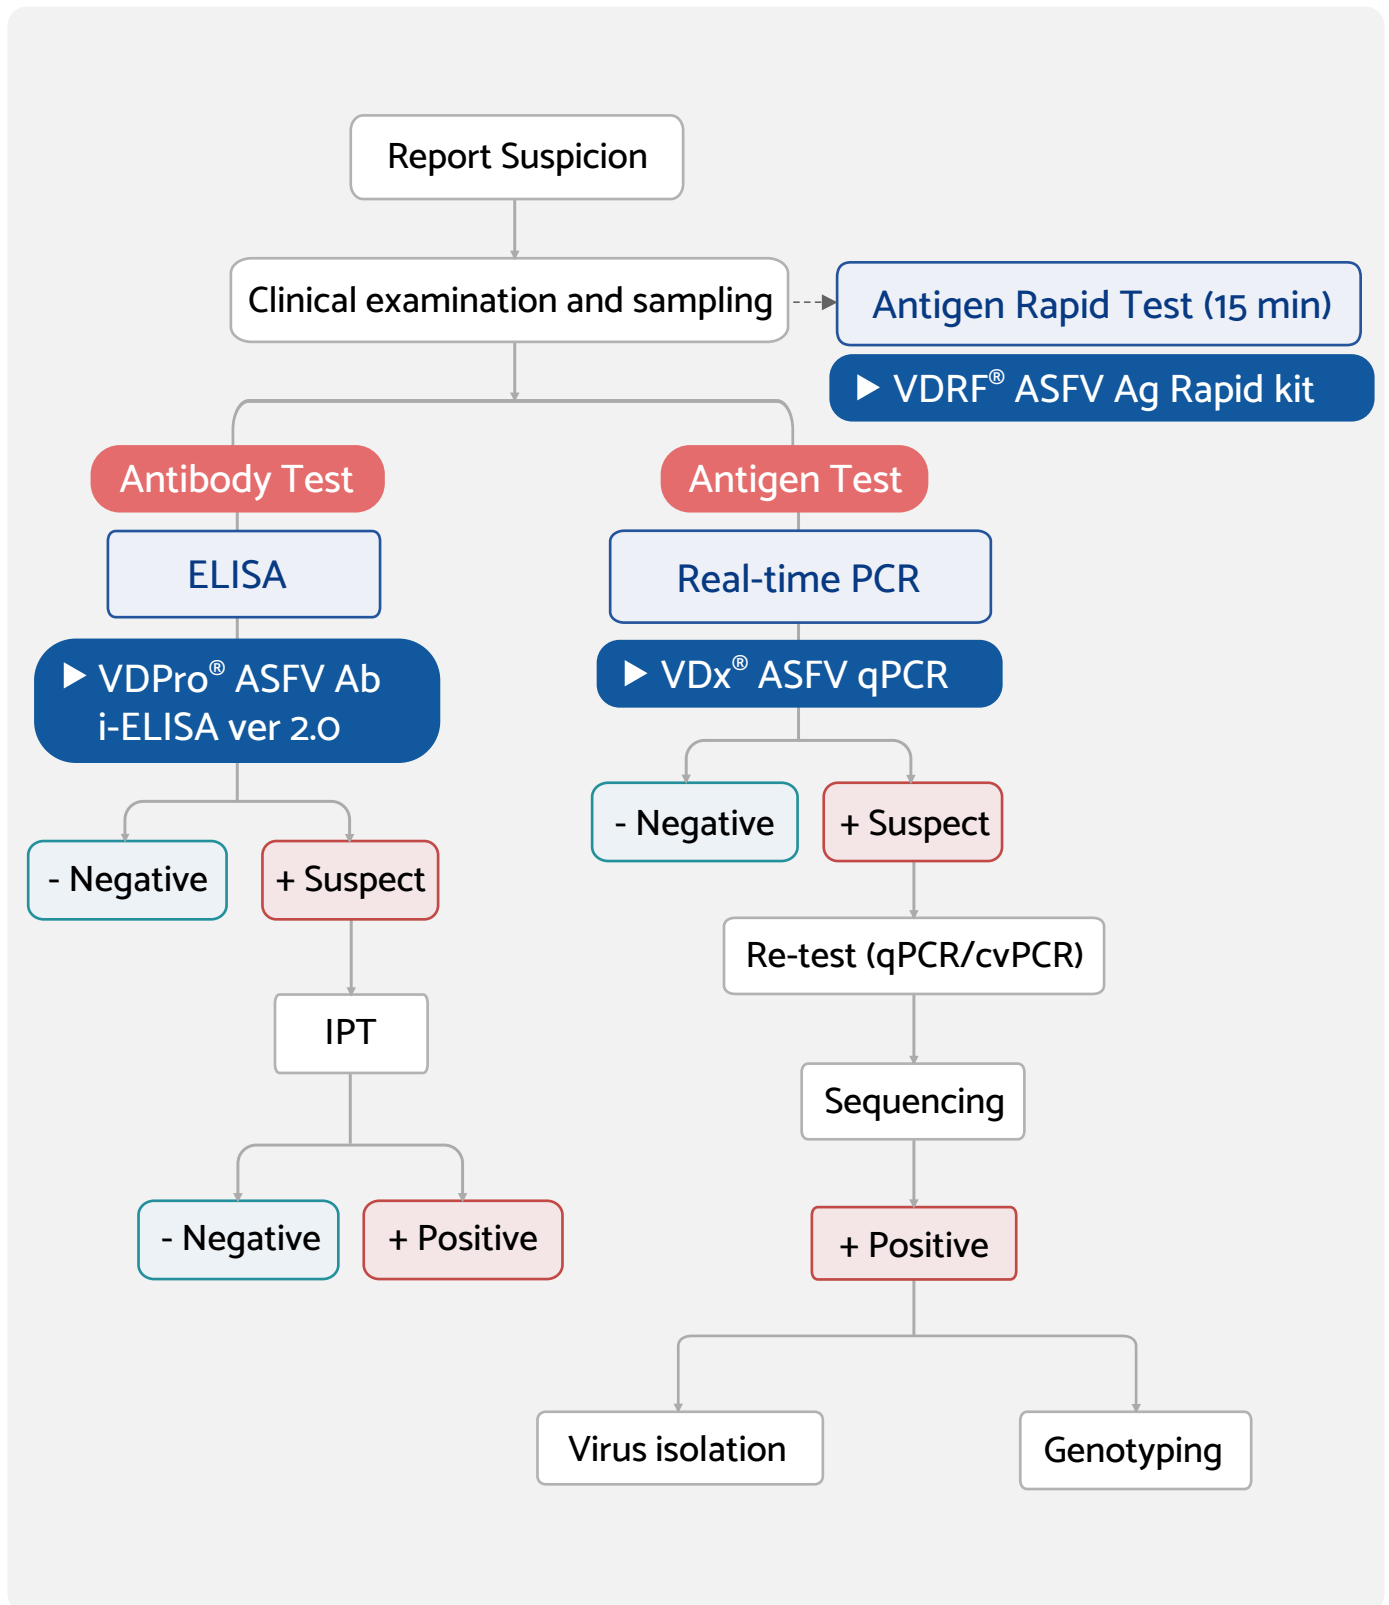 Report Suspicion
Clinical examination and sampling
Antigen Rapid Test (15 min)
▶ VDRF® ASFV Ag Rapid kit
Antibody Test
Antigen Test
ELISA
Real-time PCR
▶ VDPro® ASFV Ab
i-ELISA ver 2.0
▶ VDx® ASFV qPCR
- Negative
+ Suspect
- Negative
+ Suspect
Re-test (qPCR/cvPCR)
IPT
Sequencing
- Negative
+ Positive
+ Positive
Virus isolation
Genotyping